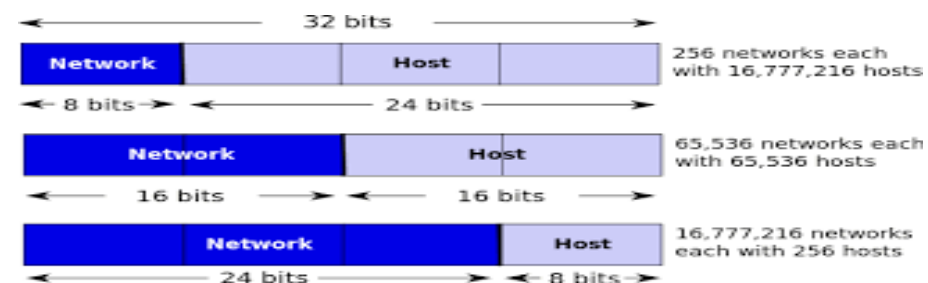 32 bits
Network Host
256 networks each
with 16,777,216 hosts
8 bits 24 bits
Network Host
65,536 networks each
with 65,536 hosts
16 bits 16 bits
Network Host
16,777,216 networks
each with 256 hosts
24 bits 8 bits